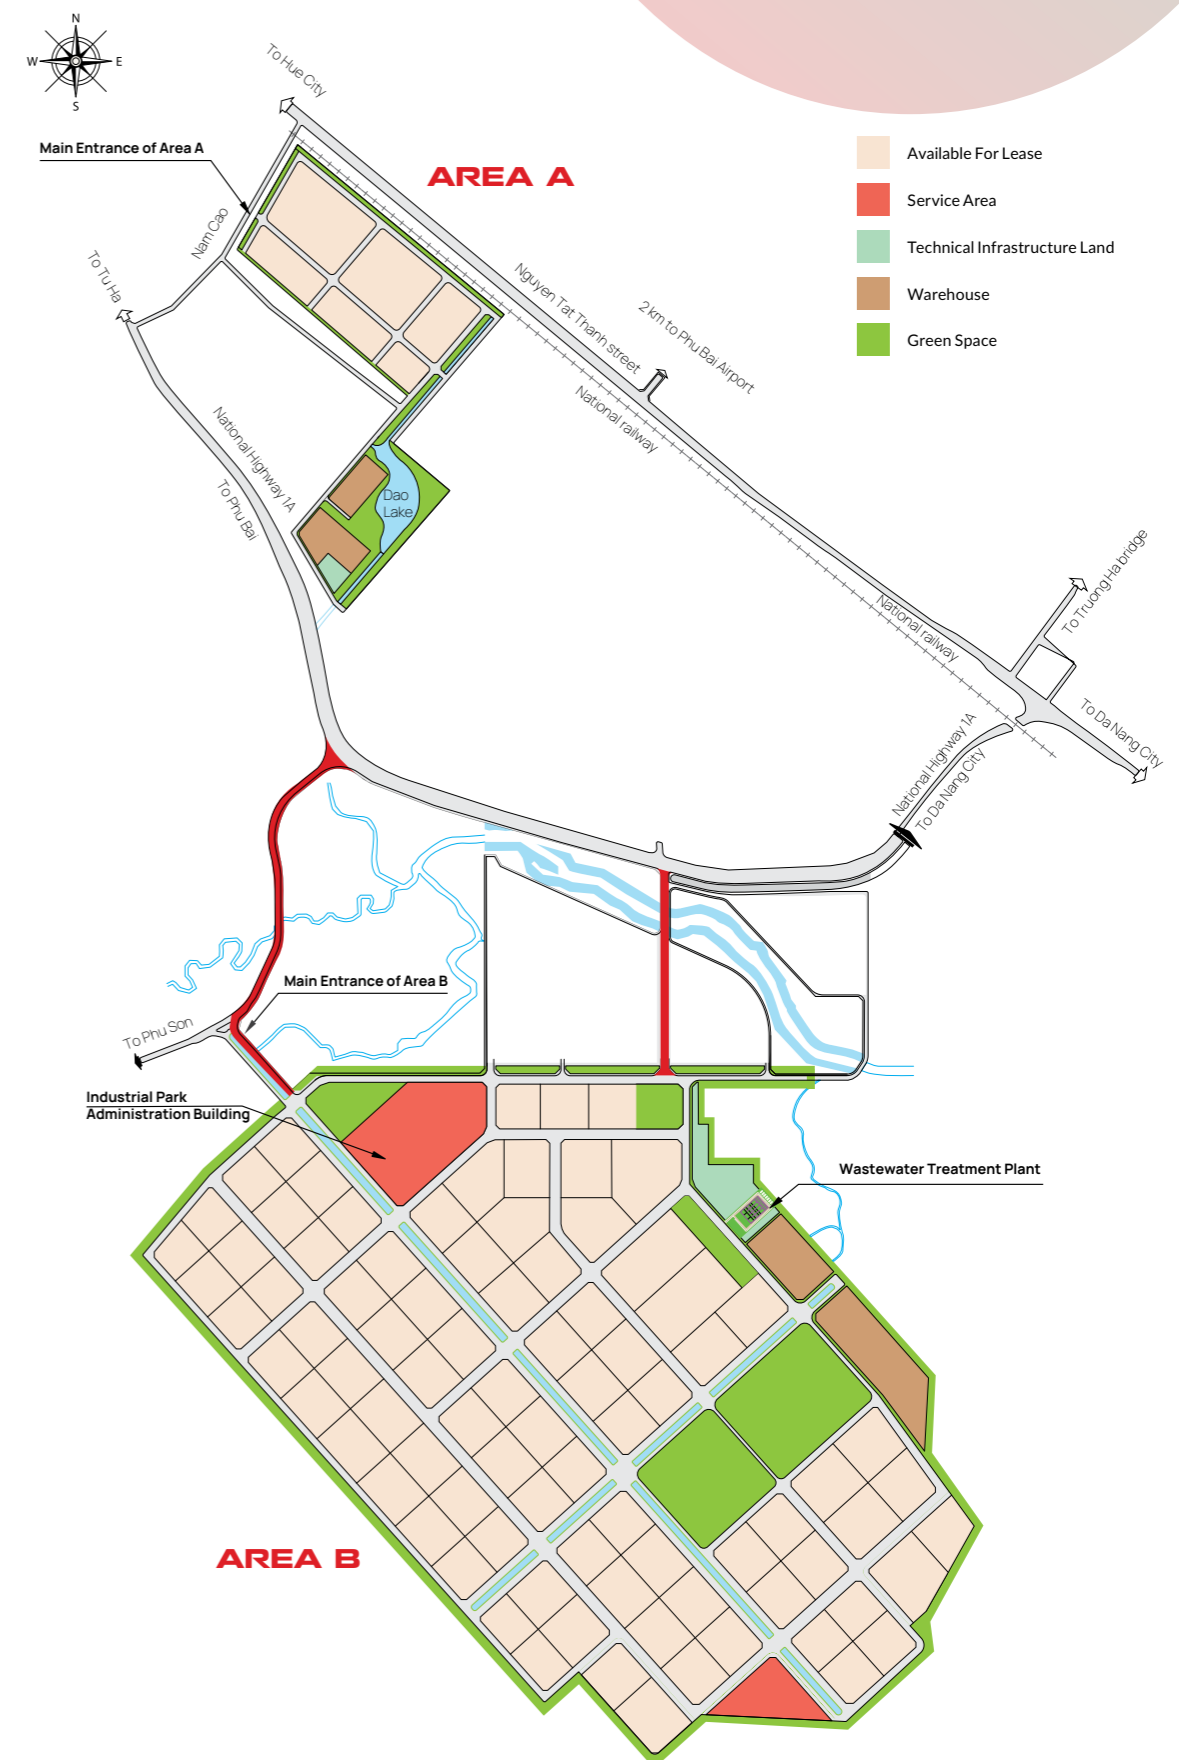 N
W
E
S
To Hue City
Main Entrance of Area A
AREA A
Available For Lease
Service Area
Technical Infrastructure Land
Warehouse
Green Space
Nam Cao
To Tu Ha
Nguyen Tat Thanh street
2 km to Phu Bai Airport
National railway
National Highway 1A
To Phu Bai
Dao
Lake
National railway
To Truong Ha bridge
To Da Nang City
National Highway 1A
To Da Nang City
Main Entrance of Area B
To Phu Son
Industrial Park
Administration Building
Wastewater Treatment Plant
AREA B